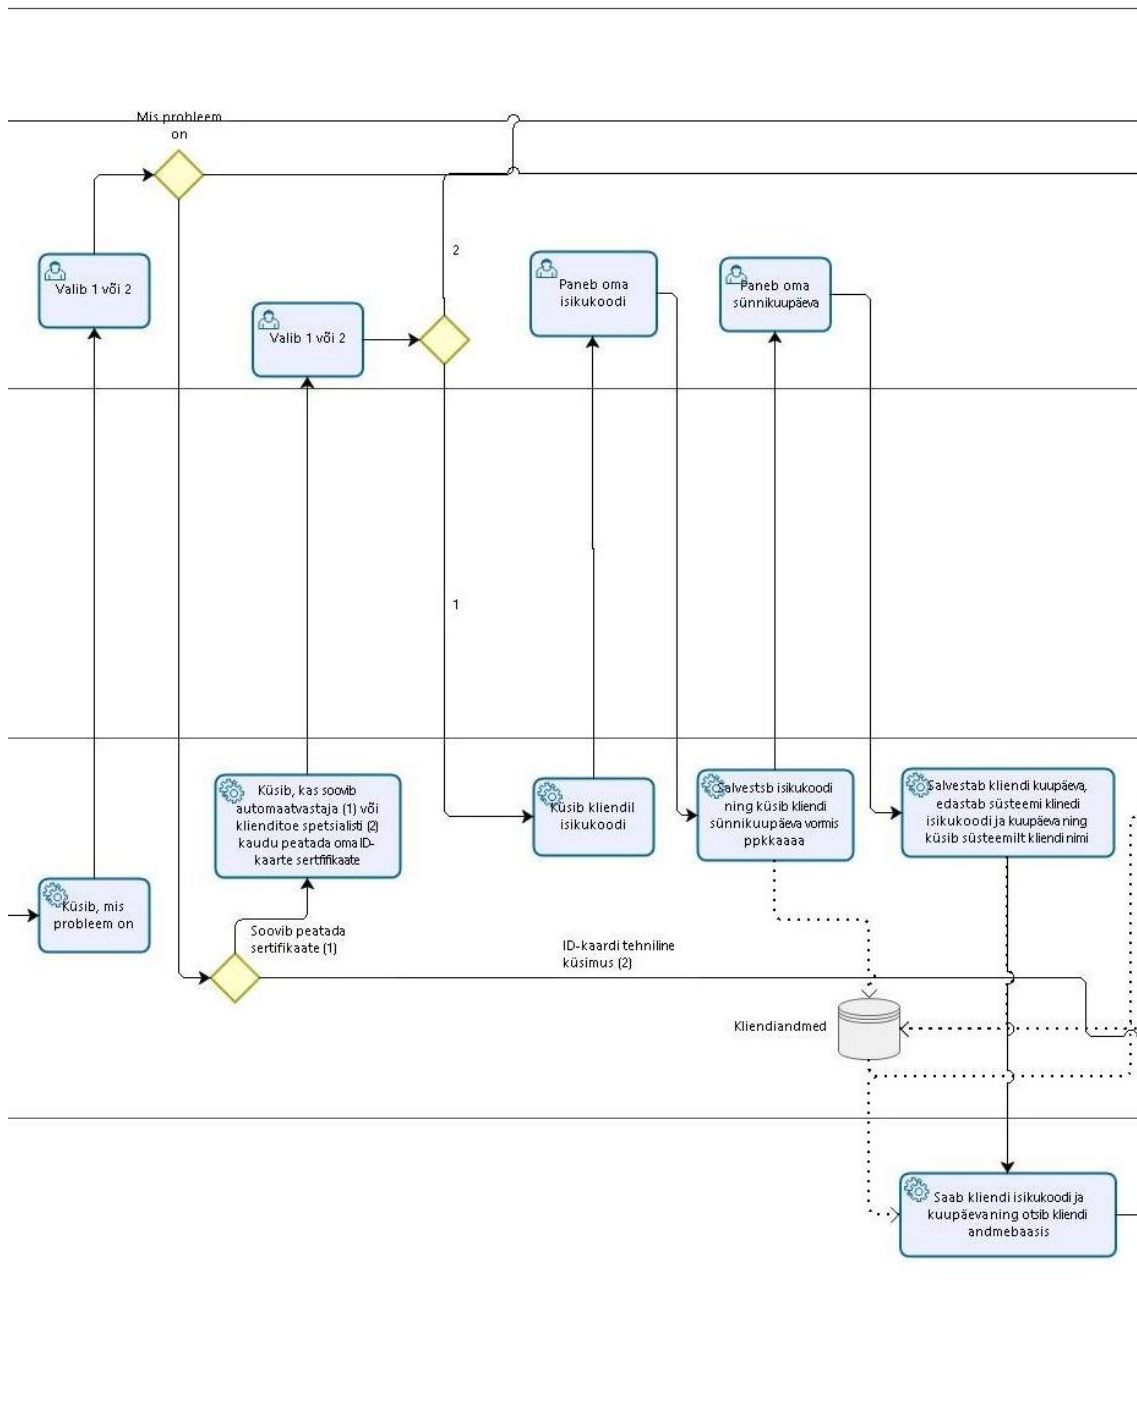 Mis probleem
on
Valib 1 või 2
2
Valib 1 või 2
Paneb oma
isikukoodi
Paneb oma
sünnikuupäeva
1
Küsib, kas soovib
automaatvastaja (1) või
klienditoe spetsialisti (2)
kaudu peatada oma ID-
kaarte sertfifikaate
Küsib kliendil
isikukoodi
Salvestsb isikukoodi
ning küsib kliendi
sünnikuupäeva vormis
ppkkaaaa
Salvestab kliendi kuupäeva,
edastab süsteemi klinedi
isikukoodi ja kuupäeva ning
küsib süsteemilt kliendi nimi
Küsib, mis
probleem on
Soovib peatada
sertifikaate (1)
ID-kaardi tehniline
küsimus (2)
Kliendiandmed
Saab kliendi isikukoodi ja
kuupäeva ning otsib kliendi
andmebaasis